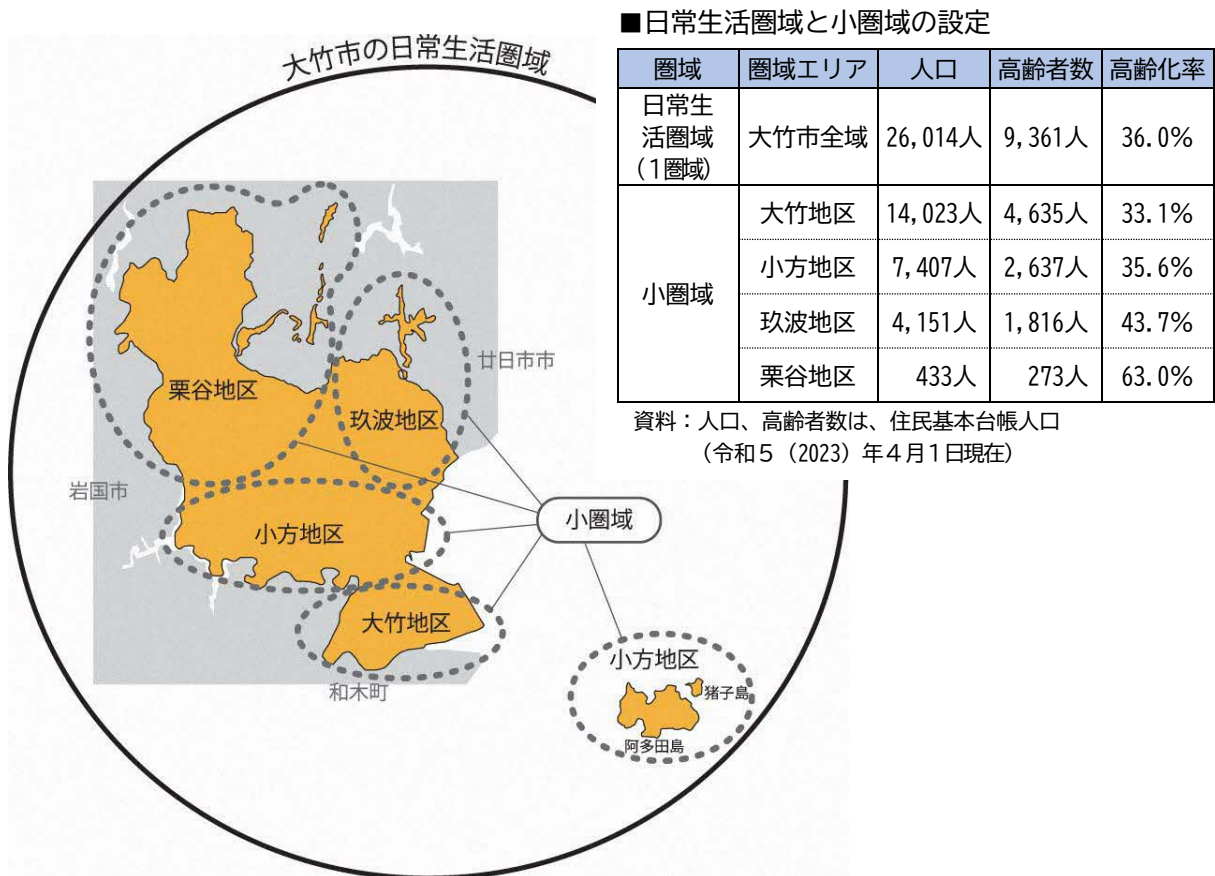 大竹市の日常生活圏域
■日常生活圏域と小圏域の設定
圏域 圏域エリア 人口 高齢者数 高齢化率
日常生活圏域(1圏域) 大竹市全域 26,014人 9,361人 36.0%
小圏域
大竹地区 14,023人 4,635人 33.1%
小方地区 7,407人 2,637人 35.6%
玖波地区 4,151人 1,816人 43.7%
栗谷地区 433人 273人 63.0%
資料：人口、高齢者数は、住民基本台帳人口
（令和５（2023）年４月１日現在）
廿日市市
栗谷地区
玖波地区
岩国市
小圏域
小方地区
大竹地区
和木町
小方地区
猪子島
阿多田島